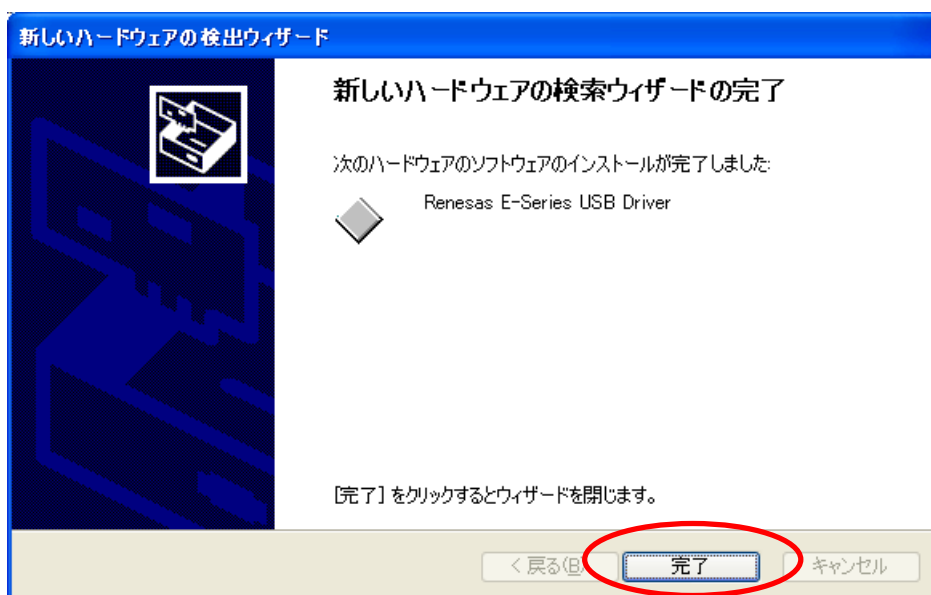 新しいハードウェアの検出ウィザード
新しいハードウェアの検索ウィザードの完了
次のハードウェアのソフトウェアのインストールが完了しました:
Renesas E-Series USB Driver
[完了] をクリックするとウィザードを閉じます。
< 戻る(B) 完了 キャンセル